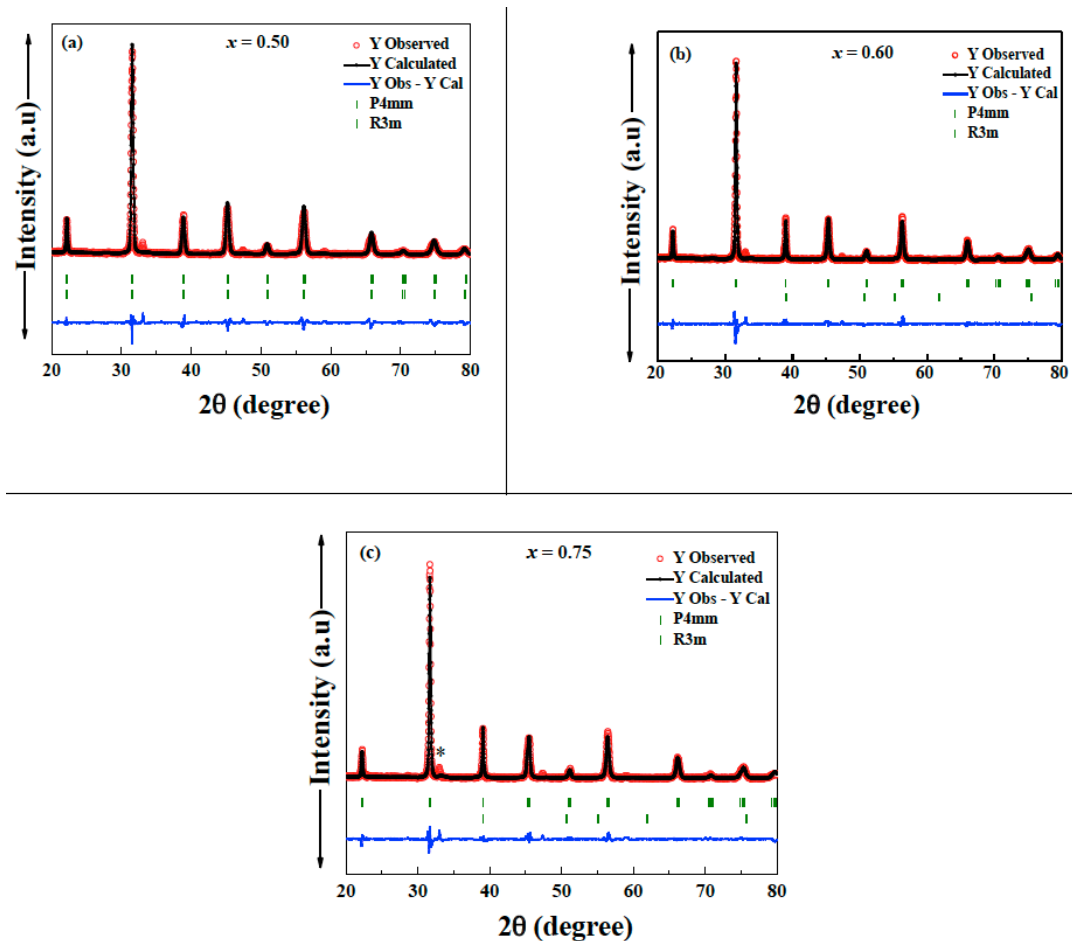 (a)
x = 0.50
Y Observed
Y Calculated
Y Obs - Y Cal
P4mm
R3m
Intensity (a.u)
20 30 40 50 60 70 80
2θ (degree)
(b)
x = 0.60
Y Observed
Y Calculated
Y Obs - Y Cal
P4mm
R3m
Intensity (a.u)
20 30 40 50 60 70 80
2θ (degree)
(c)
x = 0.75
Y Observed
Y Calculated
Y Obs - Y Cal
P4mm
R3m
*
Intensity (a.u)
20 30 40 50 60 70 80
2θ (degree)